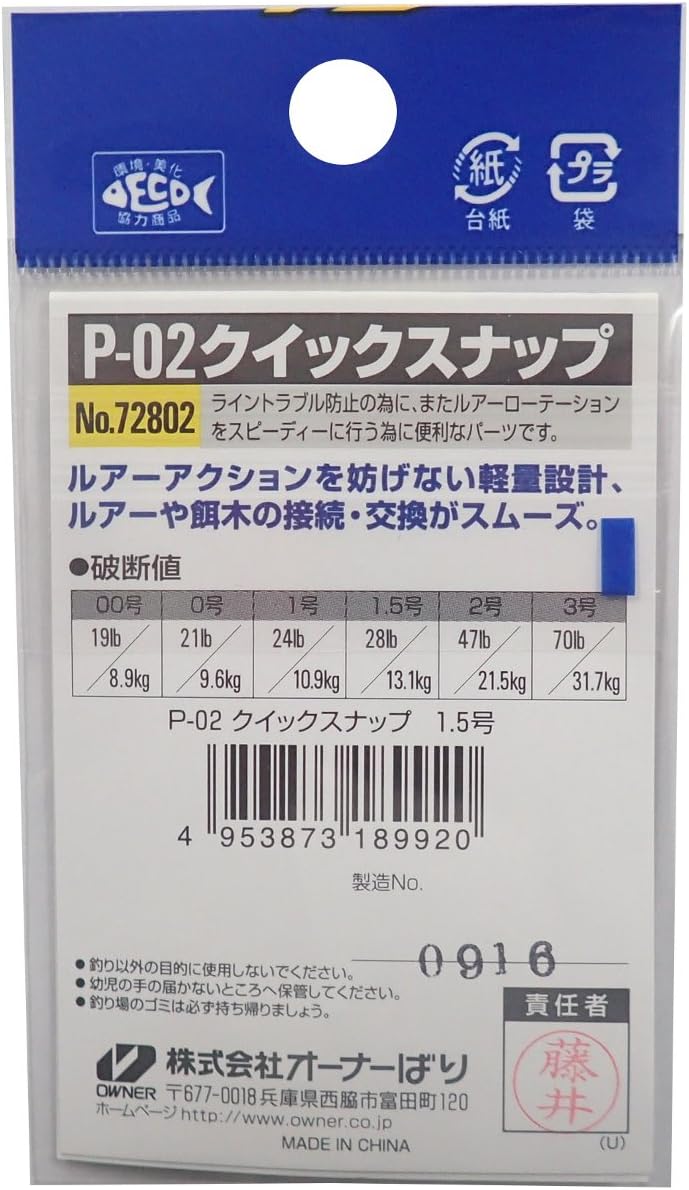 環境・美化
ECO
協力商品
紙
台紙
プラ
袋
P-02クイックスナップ
No.72802
ライントラブル防止の為に、またルアーローテーション
をスピーディーに行う為に便利なパーツです。
ルアーアクションを妨げない軽量設計、
ルアーや餌木の接続・交換がスムーズ。
●破断値
00号 0号 1号 1.5号 2号 3号
19lb/8.9kg 21lb/9.6kg 24lb/10.9kg 28lb/13.1kg 47lb/21.5kg 70lb/31.7kg
P-02 クイックスナップ 1.5号
4 953873 189920
製造No.
0916
●釣り以外の目的に使用しないでください。
●幼児の手の届かないところへ保管してください。
●釣り場のゴミは必ず持ち帰りましょう。
責任者
藤井
(U)
OWNER
株式会社オーナーばり
〒677-0018兵庫県西脇市富田町120
ホームページhttp://www.owner.co.jp
MADE IN CHINA